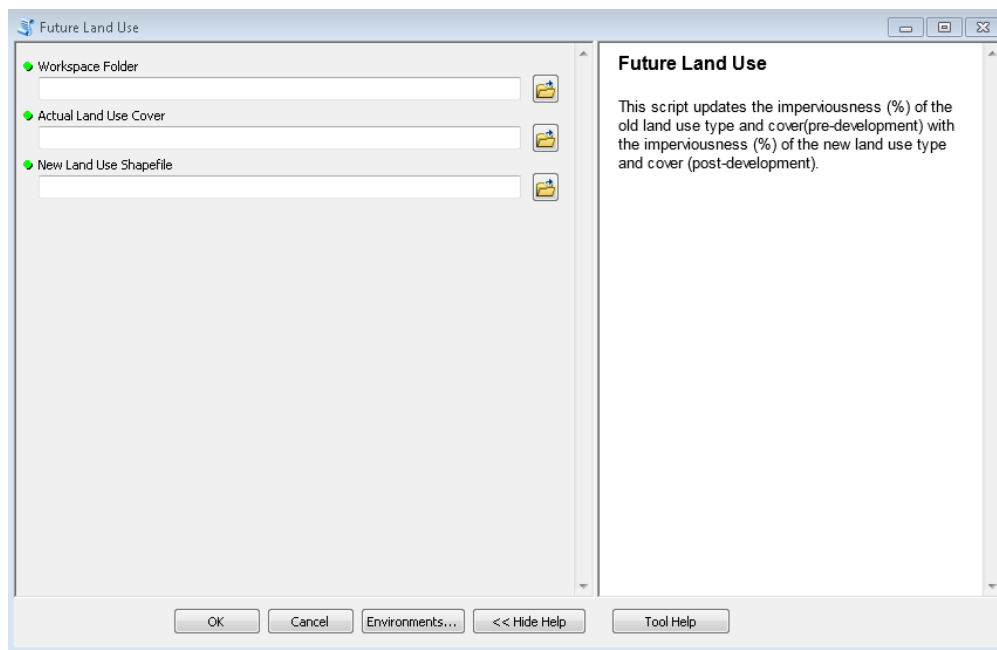 Future Land Use
Workspace Folder
Actual Land Use Cover
New Land Use Shapefile
Future Land Use
This script updates the imperviousness (%) of the
old land use type and cover(pre-development) with
the imperviousness (%) of the new land use type
and cover (post-development).
OK
Cancel
Environments...
<< Hide Help
Tool Help